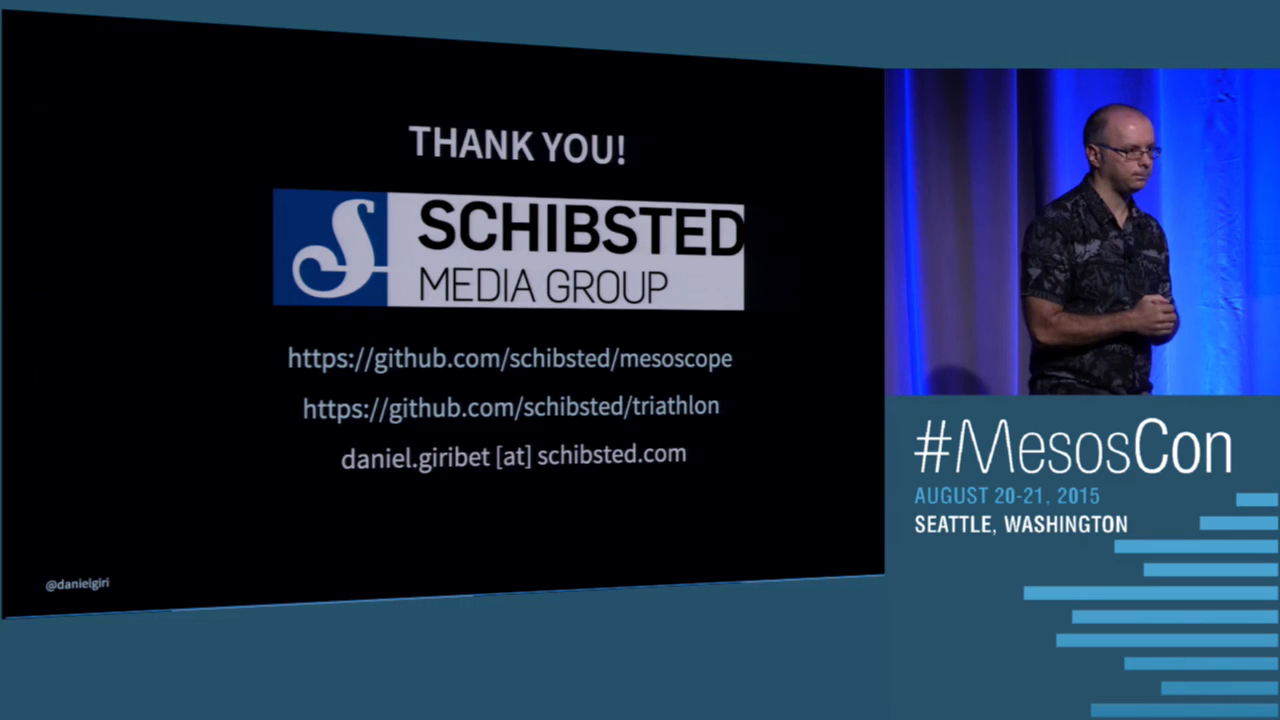 THANK YOU!
SCHIBSTED
MEDIA GROUP
https://github.com/schibsted/mesoscope
https://github.com/schibsted/triathlon
daniel.giribet [at] schibsted.com
@danielgiri
#MesosCon
AUGUST 20-21, 2015
SEATTLE, WASHINGTON